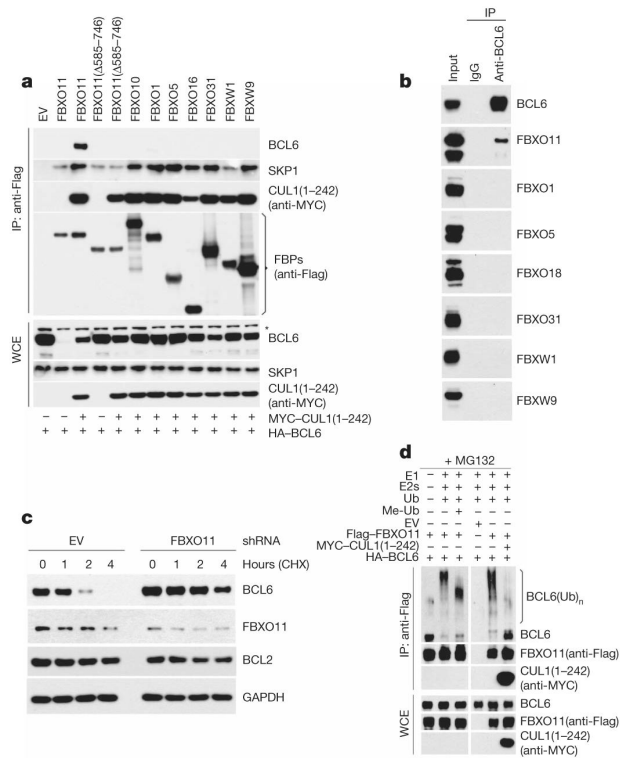 a
EV
FBXO11
FBXO11
FBXO11(Δ585–746)
FBXO11(Δ585–746)
FBXO10
FBXO1
FBXO5
FBXO16
FBXO31
FBXW1
FBXW9
IP: anti-Flag
BCL6
SKP1
CUL1(1–242)
(anti-MYC)
FBPs
(anti-Flag)
*
WCE
*
BCL6
SKP1
CUL1(1–242)
(anti-MYC)
– – + – + + + + + + + + MYC–CUL1(1–242)
+ + + + + + + + + + + + HA–BCL6
b
IP
Input
IgG
Anti-BCL6
BCL6
FBXO11
FBXO1
FBXO5
FBXO18
FBXO31
FBXW1
FBXW9
c
EV FBXO11 shRNA
0 1 2 4 0 1 2 4 Hours (CHX)
BCL6
FBXO11
BCL2
GAPDH
d
+ MG132
E1 – + + + + +
E2s – + + + + +
Ub – + + + + +
Me-Ub +
EV +
Flag–FBXO11 + + + + +
MYC–CUL1(1–242) +
HA–BCL6 + + + + + +
IP: anti-Flag
BCL6(Ub)n
BCL6
FBXO11(anti-Flag)
CUL1(1–242)
(anti-MYC)
WCE
BCL6
FBXO11(anti-Flag)
CUL1(1–242)
(anti-MYC)